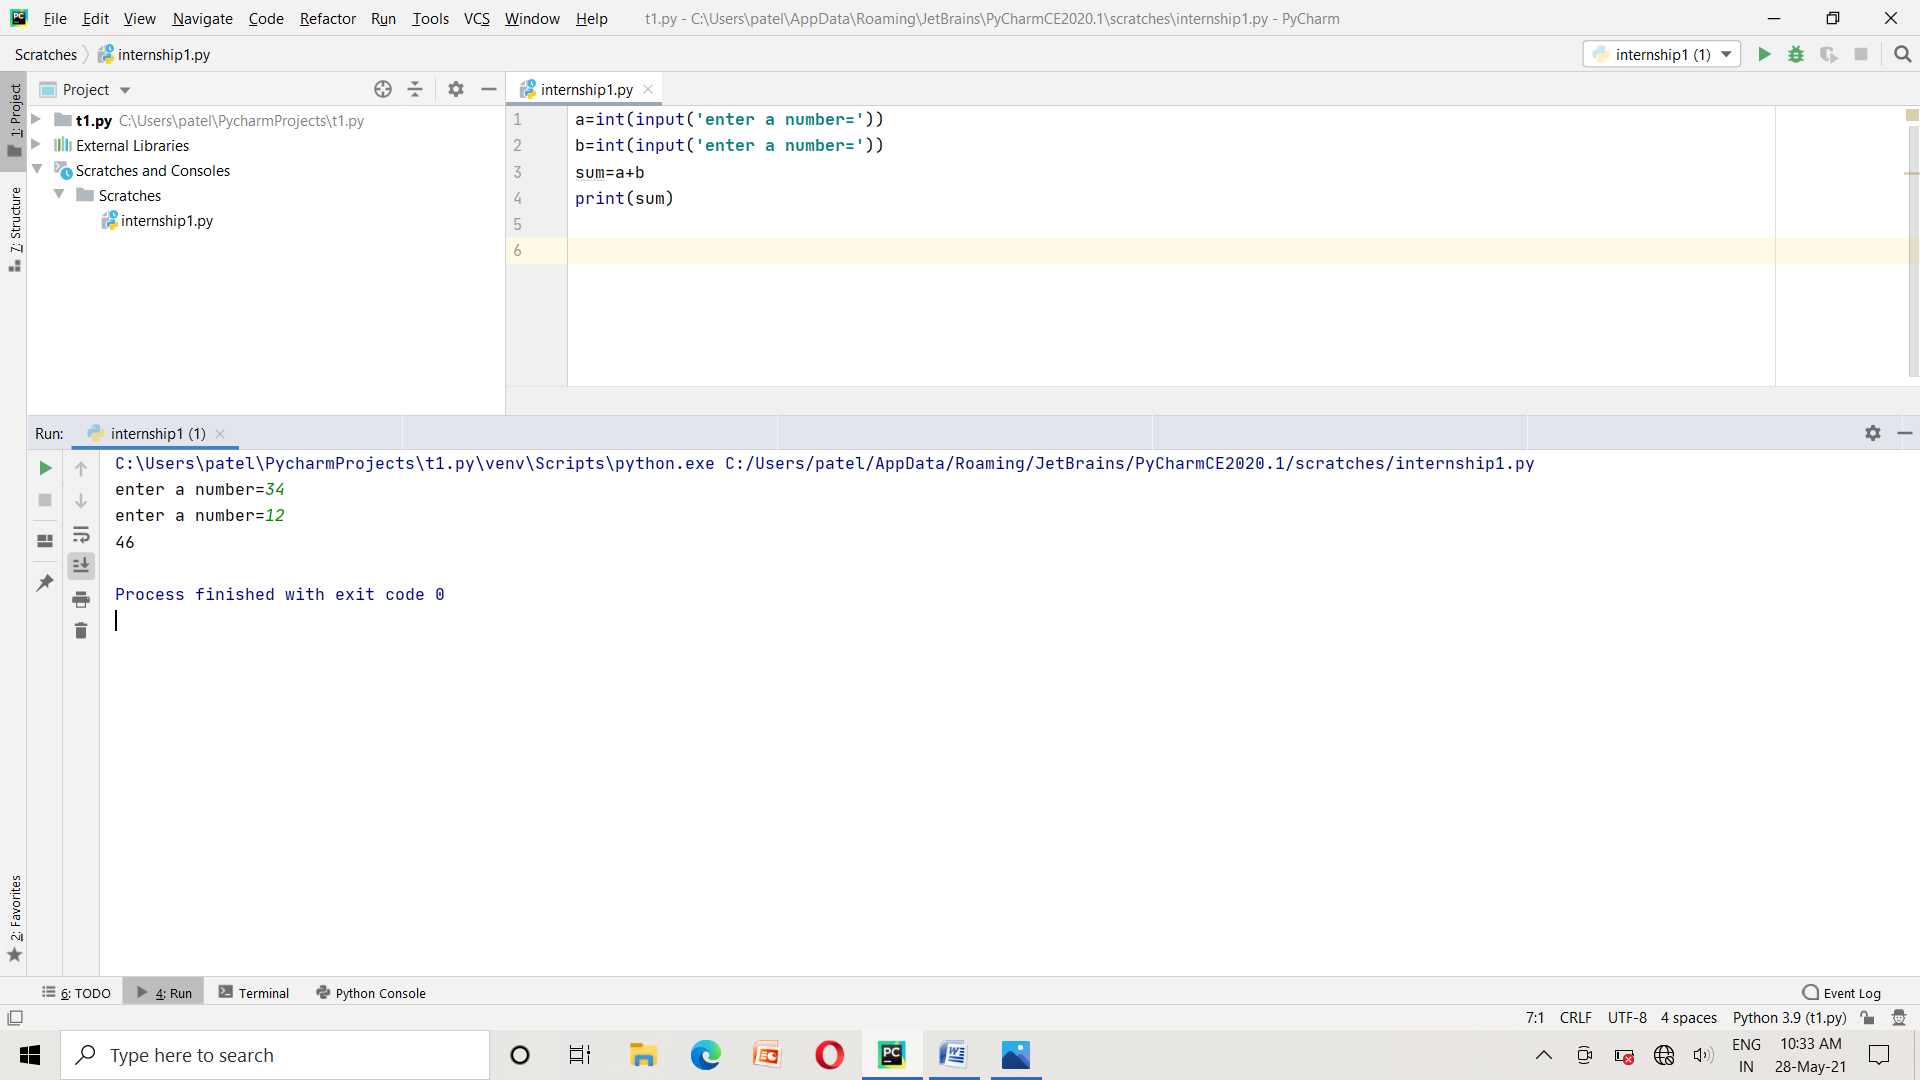 File Edit View Navigate Code Refactor Run Tools VCS Window Help t1.py - C:\Users\patel\AppData\Roaming\JetBrains\PyCharmCE2020.1\scratches\internship1.py - PyCharm
Scratches internship1.py internship1 (1)
Project internship1.py
1: Project
t1.py C:\Users\patel\PycharmProjects\t1.py
External Libraries
Scratches and Consoles
Scratches
internship1.py
7: Structure
1 a=int(input('enter a number='))
2 b=int(input('enter a number='))
3 sum=a+b
4 print(sum)
5
6
Run: internship1 (1)
C:\Users\patel\PycharmProjects\t1.py\venv\Scripts\python.exe C:/Users/patel/AppData/Roaming/JetBrains/PyCharmCE2020.1/scratches/internship1.py
enter a number=34
enter a number=12
46
Process finished with exit code 0
2: Favorites
6: TODO 4: Run Terminal Python Console Event Log
7:1 CRLF UTF-8 4 spaces Python 3.9 (t1.py)
Type here to search
ENG 10:33 AM
IN 28-May-21